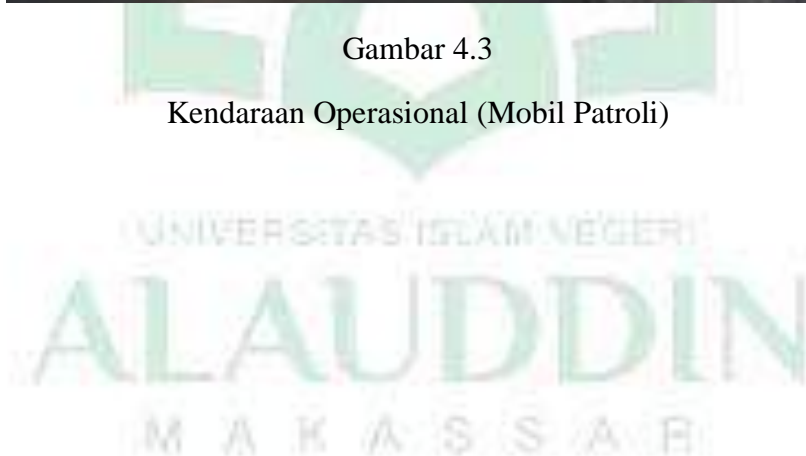 Gambar 4.3
Kendaraan Operasional (Mobil Patroli)
UNIVERSITAS ISLAM NEGERI
ALAUDDIN
MAKASSAR